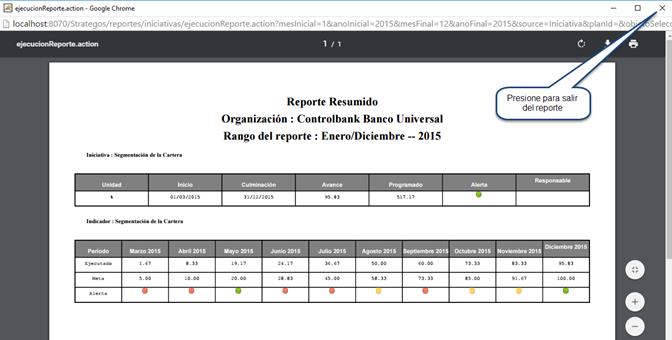 ejecucionReporte.action - Google Chrome
localhost:8070/Strategos/reportes/iniciativas/ejecucionReporte.action?mesInicial=1&anoInicial=2015&mesFinal=12&anoFinal=2015&source=Iniciativa&planId=&objetoSelecc
ejecucionReporte.action 1 / 1
Presione para salir
del reporte
Reporte Resumido
Organización : Controlbank Banco Universal
Rango del reporte : Enero/Diciembre -- 2015
Iniciativa : Segmentación de la Cartera
Unidad Inicio Culminación Avance Programado Alerta Responsable
% 01/03/2015 31/12/2015 95.83 517.17
Indicador : Segmentación de la Cartera
Periodo Marzo 2015 Abril 2015 Mayo 2015 Junio 2015 Julio 2015 Agosto 2015 Septiembre 2015 Octubre 2015 Noviembre 2015 Diciembre 2015
Ejecutado 1.67 8.33 19.17 24.17 36.67 50.00 60.00 73.33 83.33 95.83
Meta 5.00 10.00 20.00 28.83 45.00 58.33 73.33 85.00 91.67 100.00
Alerta